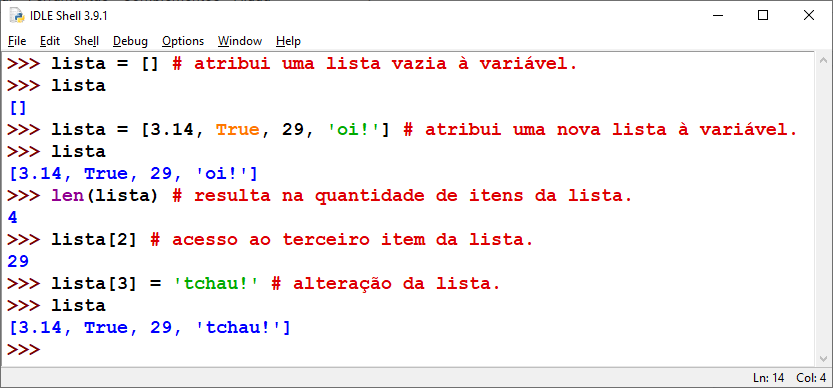 IDLE Shell 3.9.1
File Edit Shell Debug Options Window Help
>>> lista = [] # atribui uma lista vazia à variável.
>>> lista
[]
>>> lista = [3.14, True, 29, 'oi!'] # atribui uma nova lista à variável.
>>> lista
[3.14, True, 29, 'oi!']
>>> len(lista) # resulta na quantidade de itens da lista.
4
>>> lista[2] # acesso ao terceiro item da lista.
29
>>> lista[3] = 'tchau!' # alteração da lista.
>>> lista
[3.14, True, 29, 'tchau!']
>>>
Ln: 14 Col: 4